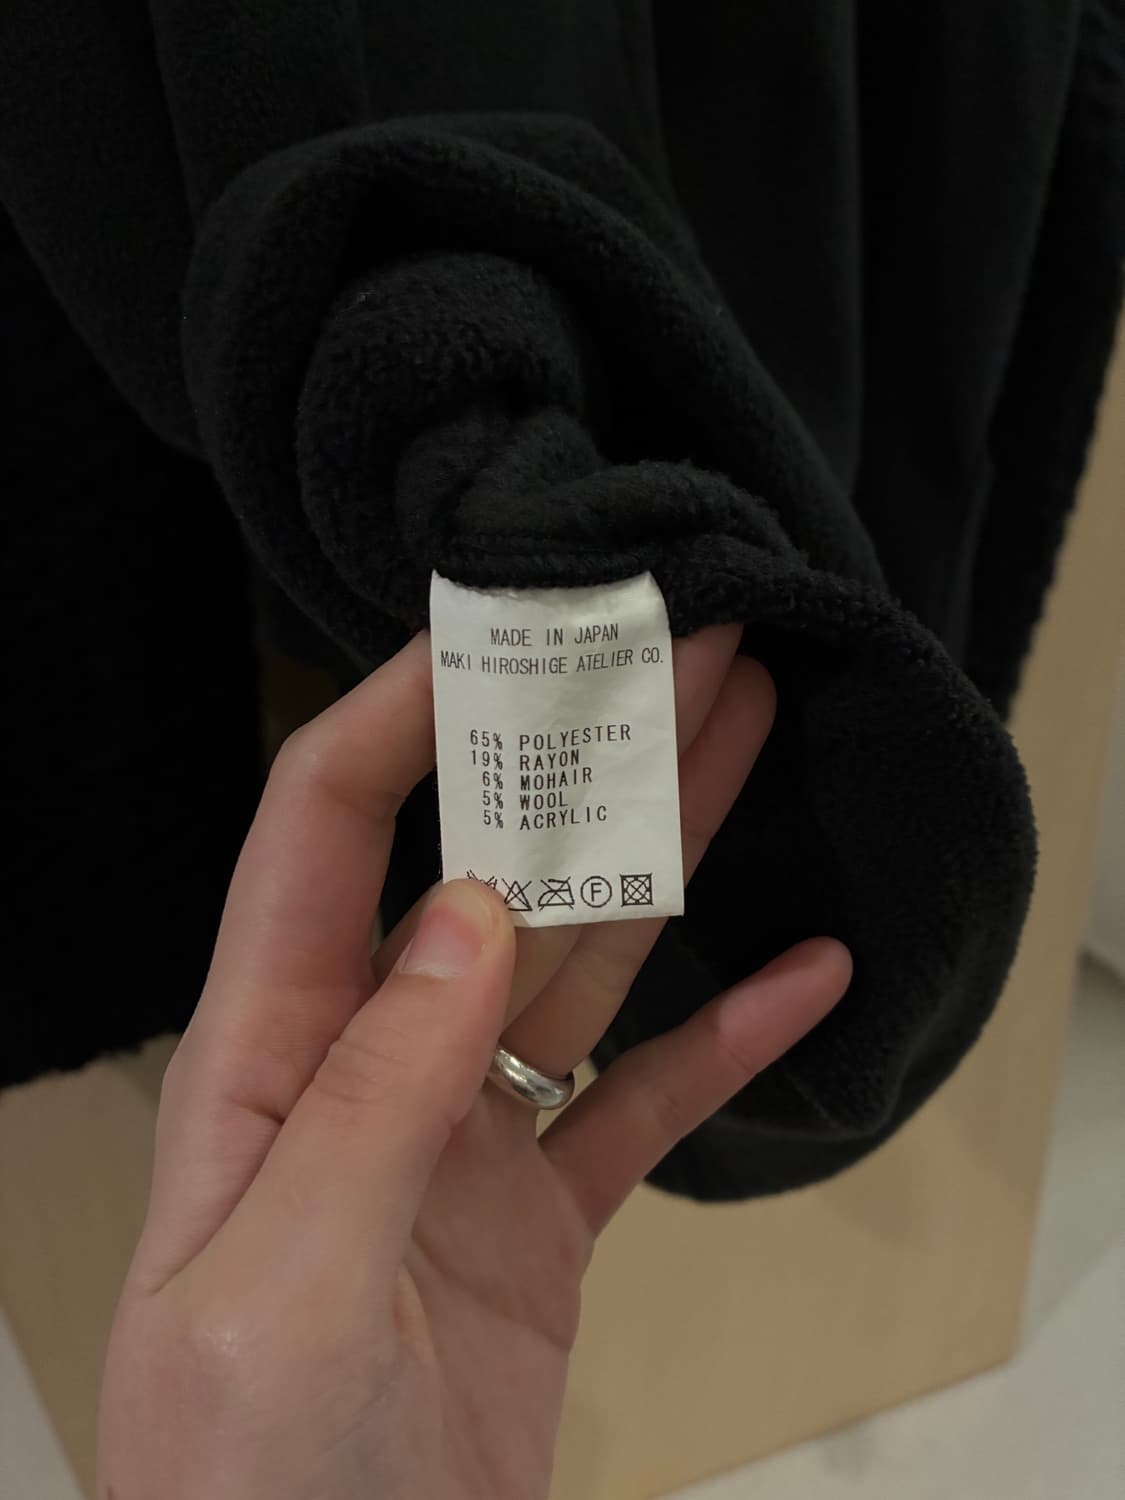 MADE IN JAPAN
MAKI HIROSHIGE ATELIER CO.
65% POLYESTER
19% RAYON
6% MOHAIR
5% WOOL
5% ACRYLIC
F